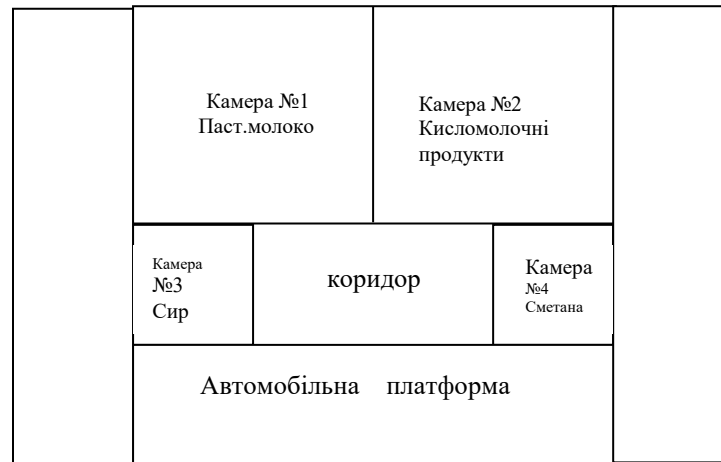 Камера №1
Паст.молоко
Камера №2
Кисломолочні
продукти
Камера
№3
Сир
коридор
Камера
№4
Сметана
Автомобільна платформа